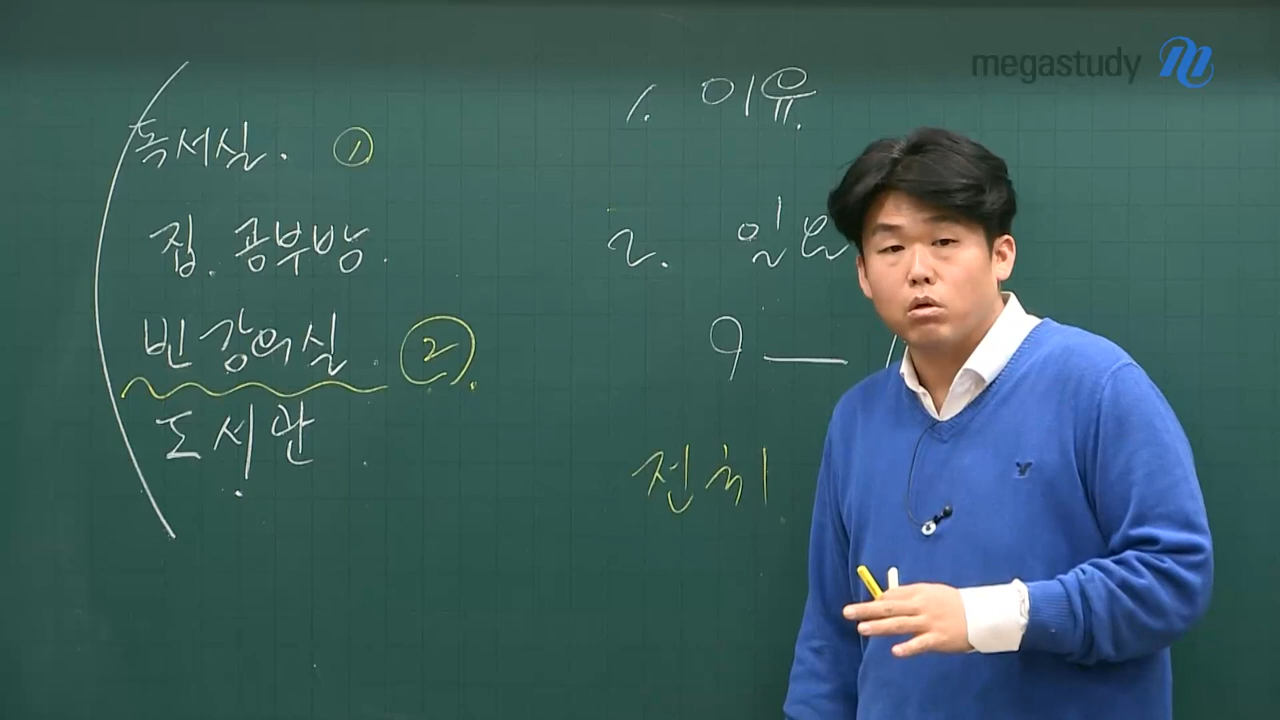 megastudy
독서실. ①
집. 공부방.
빈 강의실. ②.
도서관.
1. 이유.
2. 일요
9 —
전체